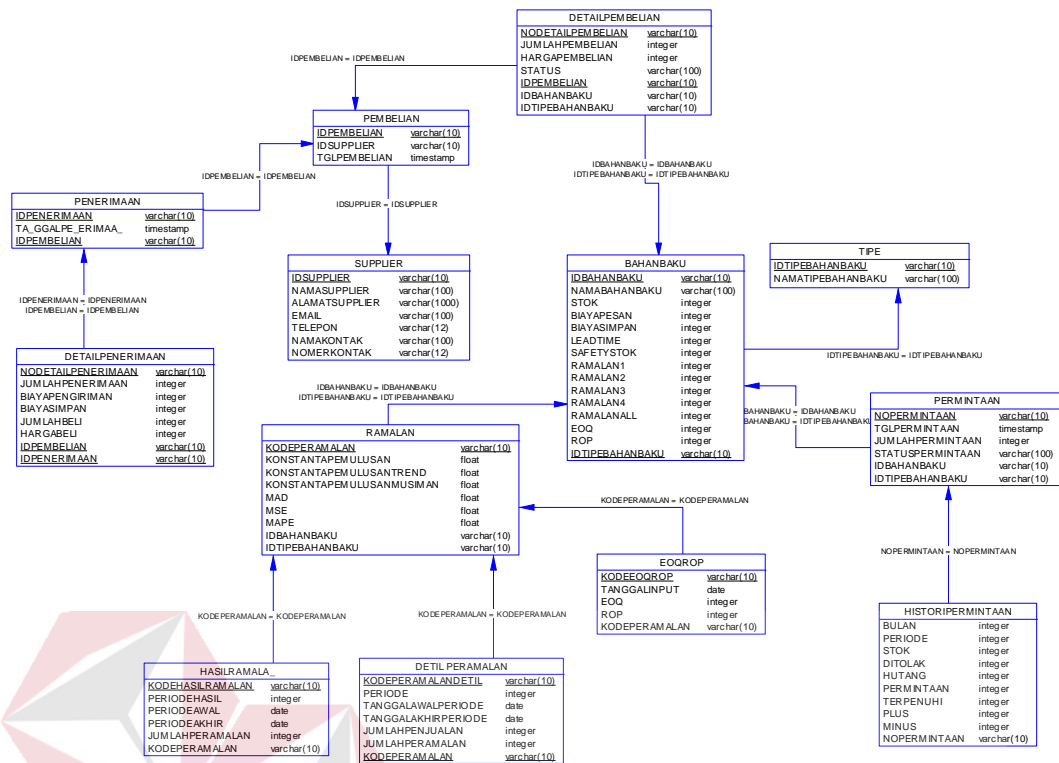 DETAILPEMBELIAN
NODETAILPEMBELIAN varchar(10)
JUMLAHPEMBELIAN integer
HARGAPEMBELIAN integer
STATUS varchar(100)
IDPEMBELIAN varchar(10)
IDBAHANBAKU varchar(10)
IDTIPEBAHANBAKU varchar(10)
IDPEMBELIAN = IDPEMBELIAN
PEMBELIAN
IDPEMBELIAN varchar(10)
IDSUPPLIER varchar(10)
TGLPEMBELIAN timestamp
IDBAHANBAKU = IDBAHANBAKU
IDTIPEBAHANBAKU = IDTIPEBAHANBAKU
IDPEMBELIAN = IDPEMBELIAN
PENERIMAAN
IDPENERIMAAN varchar(10)
TA_GGALPE_ERIMAA_ timestamp
IDPEMBELIAN varchar(10)
IDSUPPLIER = IDSUPPLIER
SUPPLIER
IDSUPPLIER varchar(10)
NAMASUPPLIER varchar(100)
ALAMATSUPPLIER varchar(1000)
EMAIL varchar(100)
TELEPON varchar(12)
NAMAKONTAK varchar(100)
NOMERKONTAK varchar(12)
BAHANBAKU
IDBAHANBAKU varchar(10)
NAMABAHANBAKU varchar(100)
STOK integer
BIAYAPESAN integer
BIAYASIMPAN integer
LEADTIME integer
SAFETYSTOK integer
RAMALAN1 integer
RAMALAN2 integer
RAMALAN3 integer
RAMALAN4 integer
RAMALANALL integer
EOQ integer
ROP integer
IDTIPEBAHANBAKU varchar(10)
TIPE
IDTIPEBAHANBAKU varchar(10)
NAMATIPEBAHANBAKU varchar(100)
IDTIPEBAHANBAKU = IDTIPEBAHANBAKU
IDPENERIMAAN = IDPENERIMAAN
IDPEMBELIAN = IDPEMBELIAN
DETAILPENERIMAAN
NODETAILPENERIMAAN varchar(10)
JUMLAHPENERIMAAN integer
BIAYAPENGIRIMAN integer
BIAYASIMPAN integer
JUMLAHBELI integer
HARGABELI integer
IDPEMBELIAN varchar(10)
IDPENERIMAAN varchar(10)
IDBAHANBAKU = IDBAHANBAKU
IDTIPEBAHANBAKU = IDTIPEBAHANBAKU
BAHANBAKU = IDBAHANBAKU
BAHANBAKU = IDTIPEBAHANBAKU
PERMINTAAN
NOPERMINTAAN varchar(10)
TGLPERMINTAAN timestamp
JUMLAHPERMINTAAN integer
STATUSPERMINTAAN varchar(100)
IDBAHANBAKU varchar(10)
IDTIPEBAHANBAKU varchar(10)
RAMALAN
KODEPERAMALAN varchar(10)
KONSTANTAPEMULUSAN float
KONSTANTAPEMULUSANTREND float
KONSTANTAPEMULUSANMUSIMAN float
MAD float
MSE float
MAPE float
IDBAHANBAKU varchar(10)
IDTIPEBAHANBAKU varchar(10)
KODEPERAMALAN = KODEPERAMALAN
EOQROP
KODEEOQROP varchar(10)
TANGGALINPUT date
EOQ integer
ROP integer
KODEPERAMALAN varchar(10)
NOPERMINTAAN = NOPERMINTAAN
HISTORIPERMINTAAN
BULAN integer
PERIODE integer
STOK integer
DITOLAK integer
HUTANG integer
PERMINTAAN integer
TERPENUHI integer
PLUS integer
MINUS integer
NOPERMINTAAN varchar(10)
KODEPERAMALAN = KODEPERAMALAN
KODEPERAMALAN = KODEPERAMALAN
HASILRAMALA_
KODEHASILRAMALAN varchar(10)
PERIODEHASIL integer
PERIODEAWAL date
PERIODEAKHIR date
JUMLAHPERAMALAN integer
KODEPERAMALAN varchar(10)
DETIL PERAMALAN
KODEPERAMALANDETIL varchar(10)
PERIODE integer
TANGGALAWALPERIODE date
TANGGALAKHIRPERIODE date
JUMLAHPENJUALAN integer
JUMLAHPERAMALAN integer
KODEPERAMALAN varchar(10)